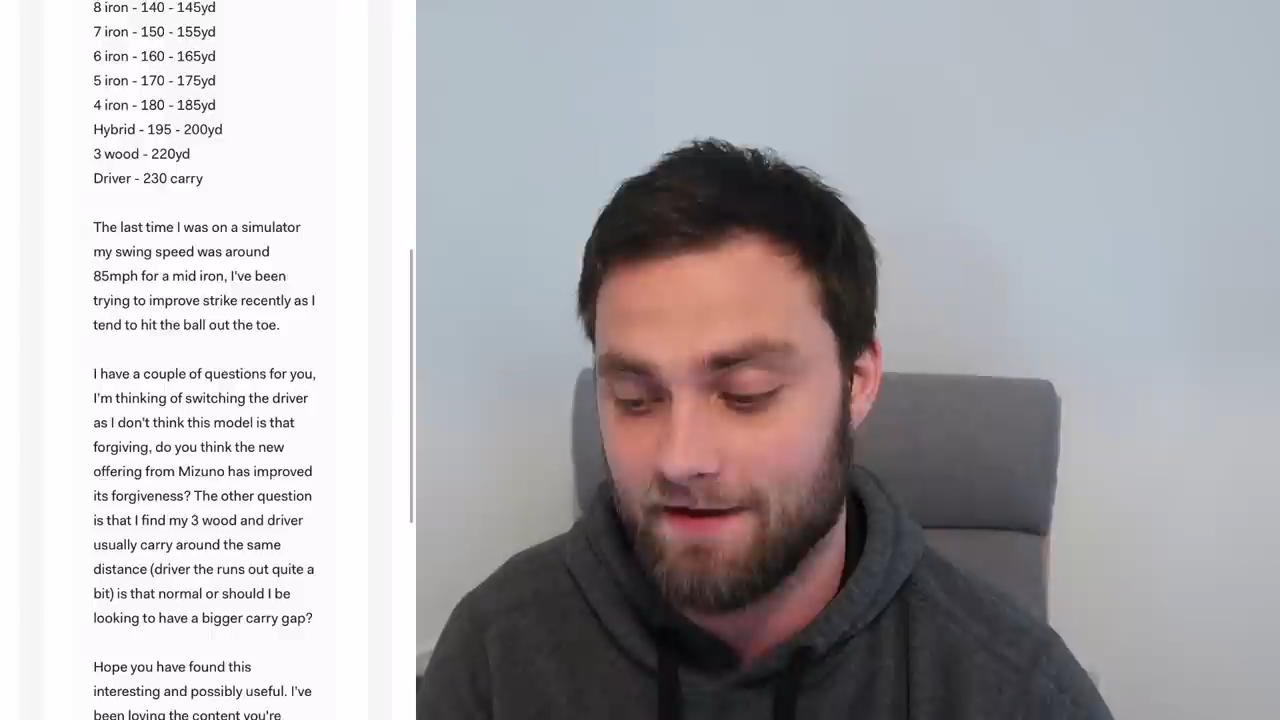 8 iron - 140 - 145yd
7 iron - 150 - 155yd
6 iron - 160 - 165yd
5 iron - 170 - 175yd
4 iron - 180 - 185yd
Hybrid - 195 - 200yd
3 wood - 220yd
Driver - 230 carry
The last time I was on a simulator
my swing speed was around
85mph for a mid iron, I've been
trying to improve strike recently as I
tend to hit the ball out the toe.
I have a couple of questions for you,
I'm thinking of switching the driver
as I don't think this model is that
forgiving, do you think the new
offering from Mizuno has improved
its forgiveness? The other question
is that I find my 3 wood and driver
usually carry around the same
distance (driver the runs out quite a
bit) is that normal or should I be
looking to have a bigger carry gap?
Hope you have found this
interesting and possibly useful. I've
been loving the content you're